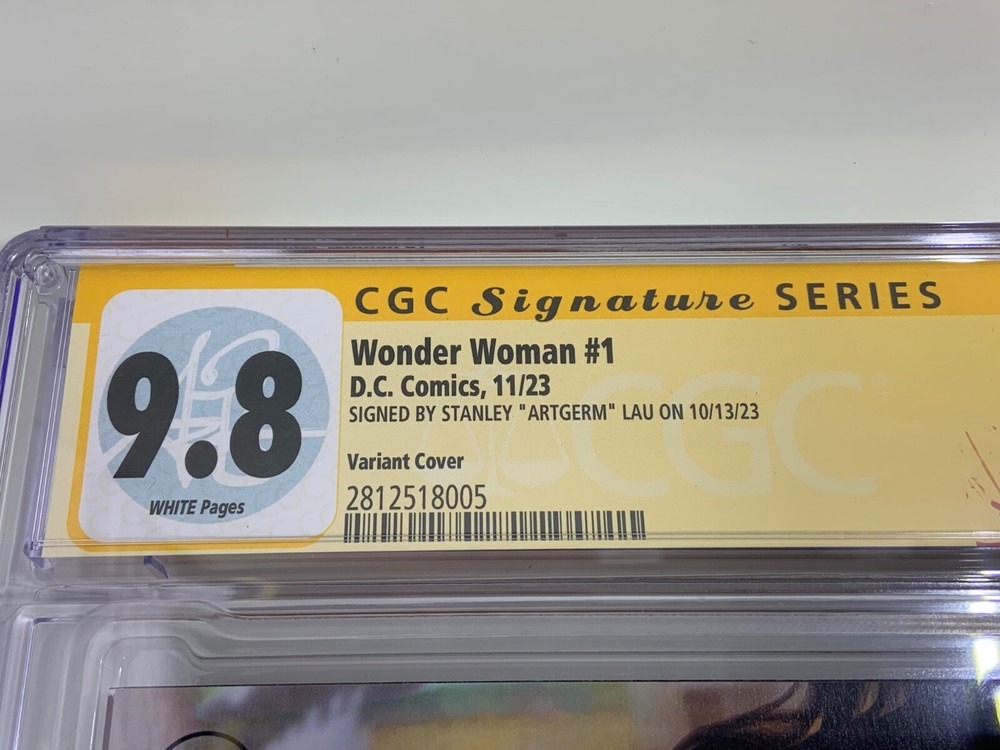 CGC Signature SERIES
9.8
WHITE Pages
Wonder Woman #1
D.C. Comics, 11/23
SIGNED BY STANLEY "ARTGERM" LAU ON 10/13/23
Variant Cover
2812518005
CGC